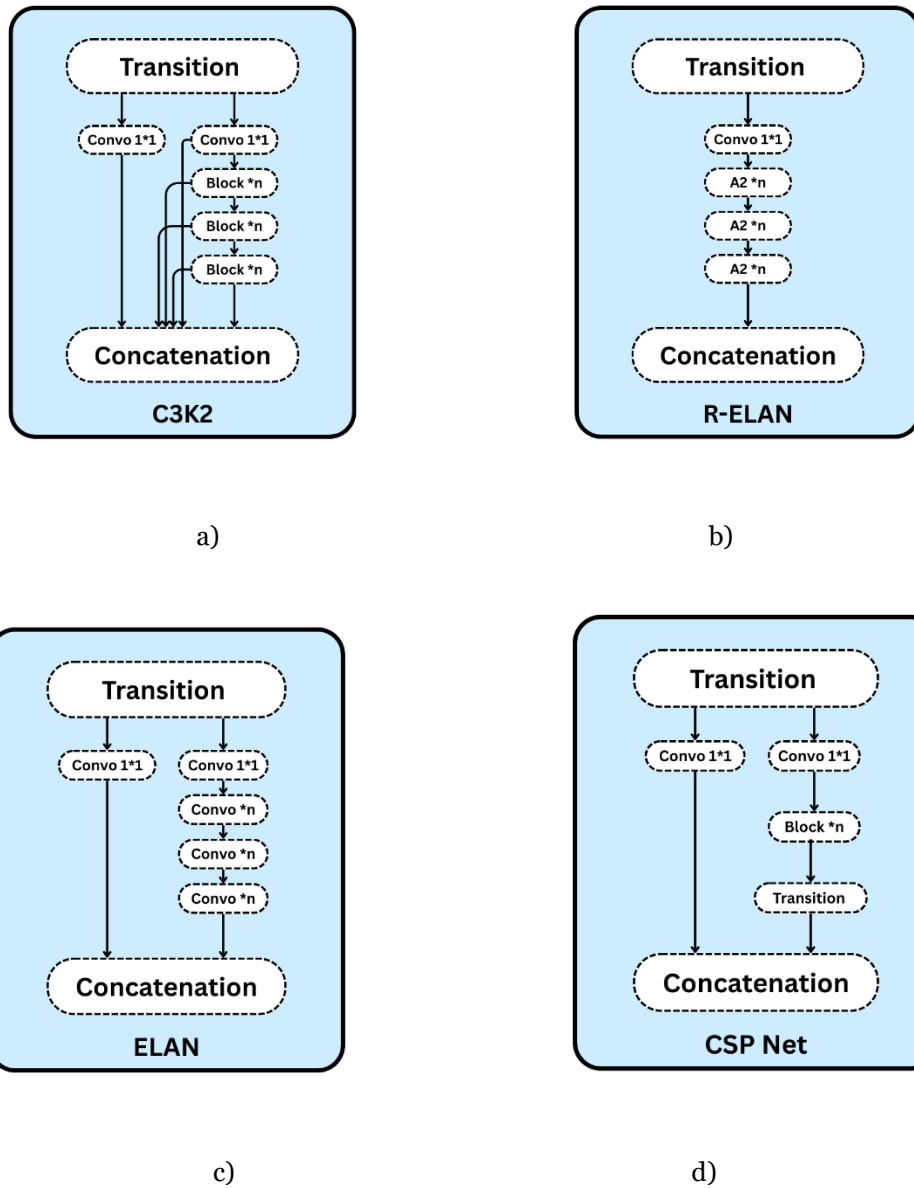 Transition
Convo 1*1
Convo 1*1
Block *n
Block *n
Block *n
Concatenation
C3K2
a)
Transition
Convo 1*1
A2 *n
A2 *n
A2 *n
Concatenation
R-ELAN
b)
Transition
Convo 1*1
Convo 1*1
Convo *n
Convo *n
Convo *n
Concatenation
ELAN
c)
Transition
Convo 1*1
Convo 1*1
Block *n
Transition
Concatenation
CSP Net
d)